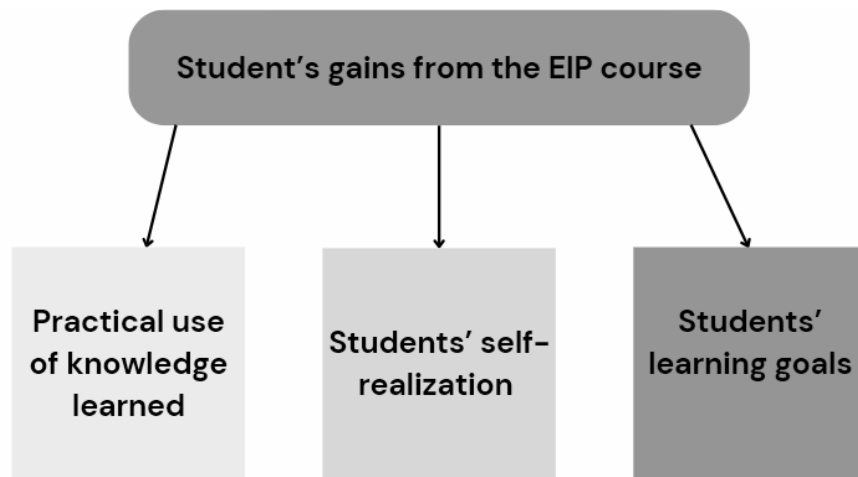 Student’s gains from the EIP course
Practical use
of knowledge
learned
Students’ self-
realization
Students’
learning goals